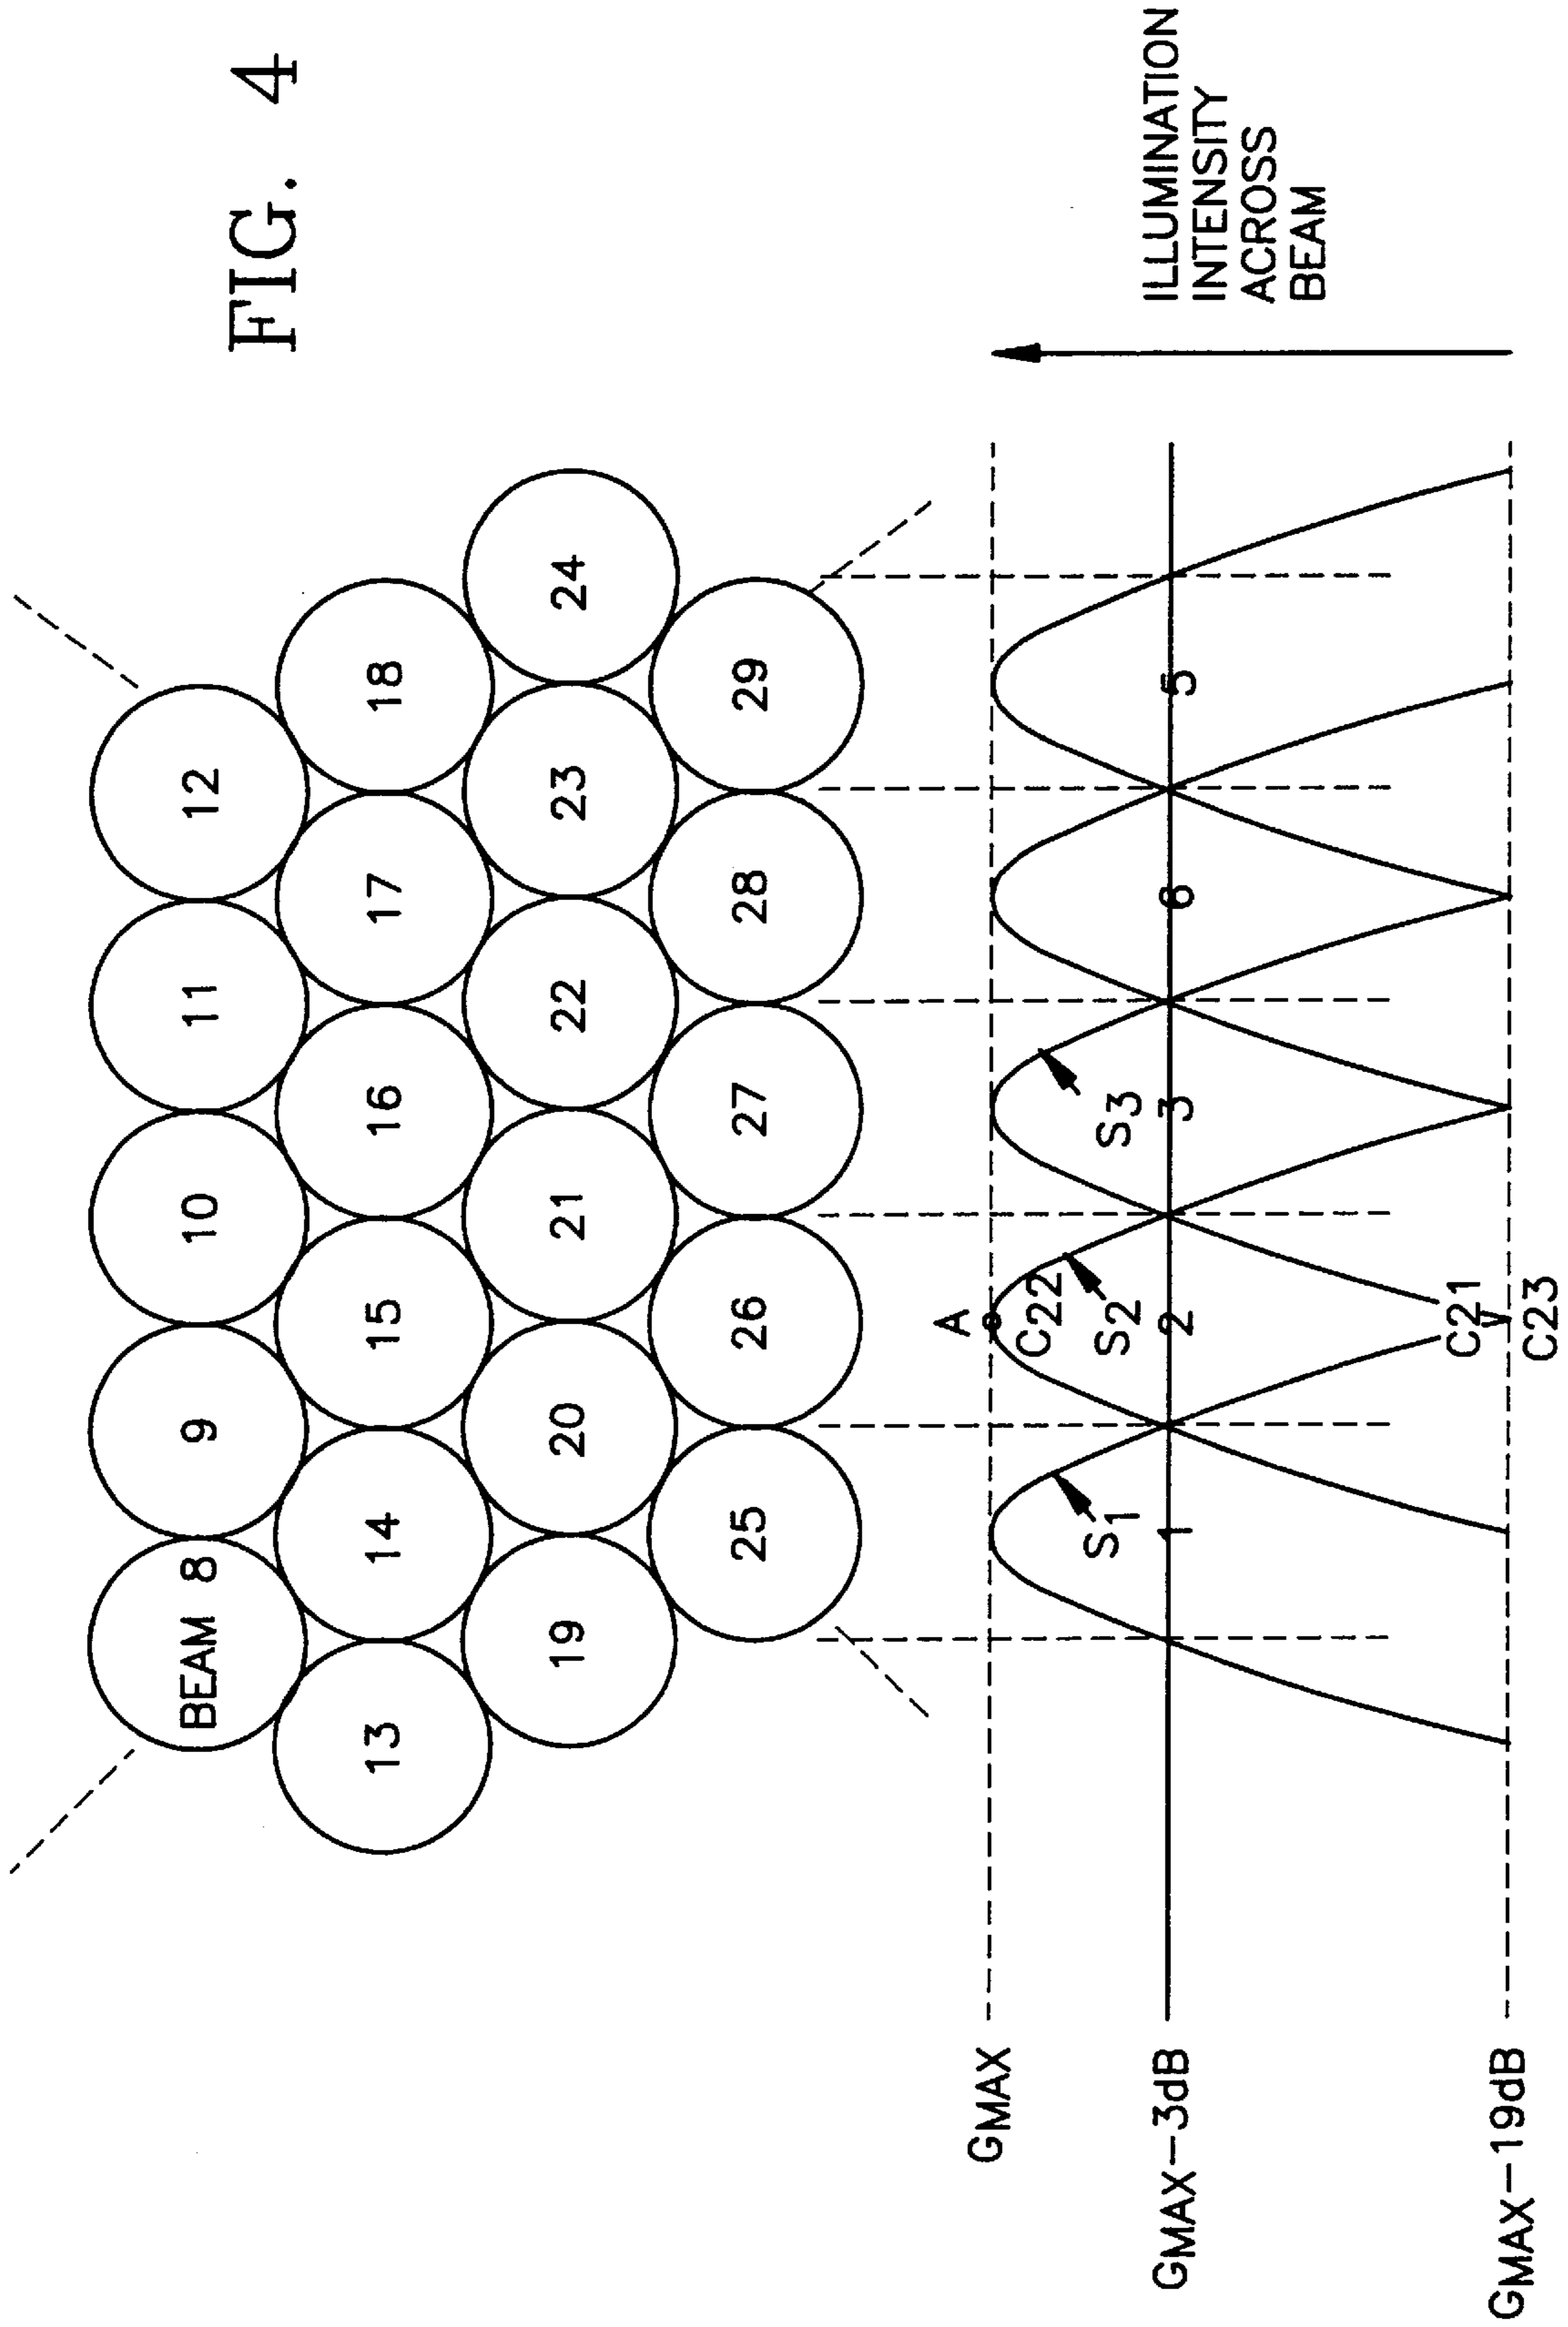 FIG. 4
BEAM 8 9 10 11 12
13 14 15 16 17 18
19 20 21 22 23 24
25 26 27 28 29
A
GMAX
C22
S1 S2 S3
GMAX-3dB 1 2 3 6 5
ILLUMINATION
INTENSITY
ACROSS
BEAM
C21
GMAX-19dB
C23